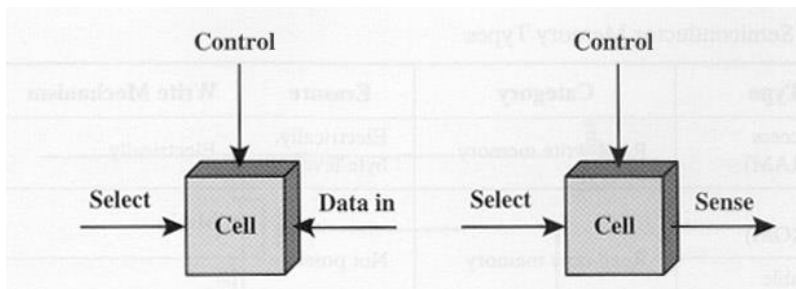 Control
Control
Select
Cell
Data in
Select
Cell
Sense